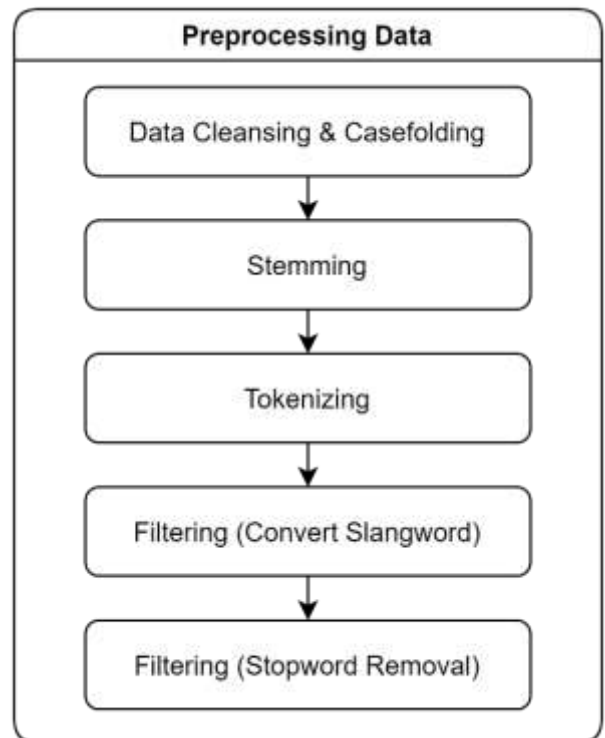 Preprocessing Data
Data Cleansing & Casefolding
Stemming
Tokenizing
Filtering (Convert Slangword)
Filtering (Stopword Removal)